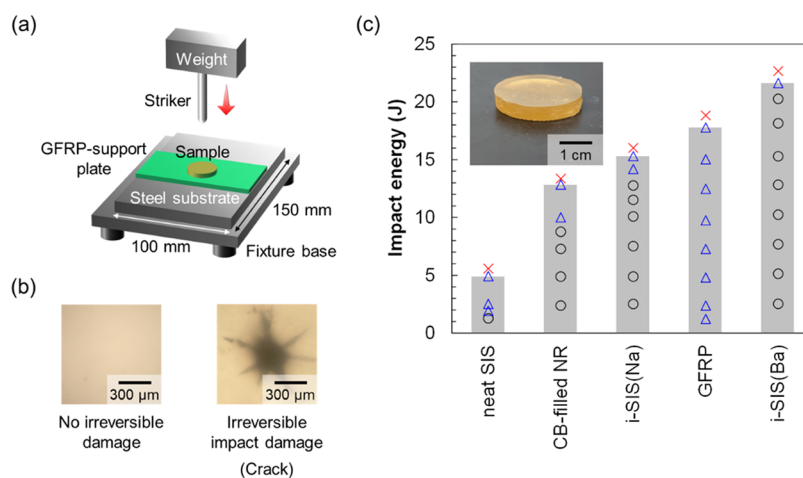 (a)
Weight
Striker
GFRP-support
plate
Sample
Steel substrate
150 mm
100 mm
Fixture base
(b)
300 µm
300 µm
No irreversible
damage
Irreversible
impact damage
(Crack)
(c)
Impact energy (J)
25
20
15
10
5
0
1 cm
neat SIS
CB-filled NR
i-SIS(Na)
GFRP
i-SIS(Ba)